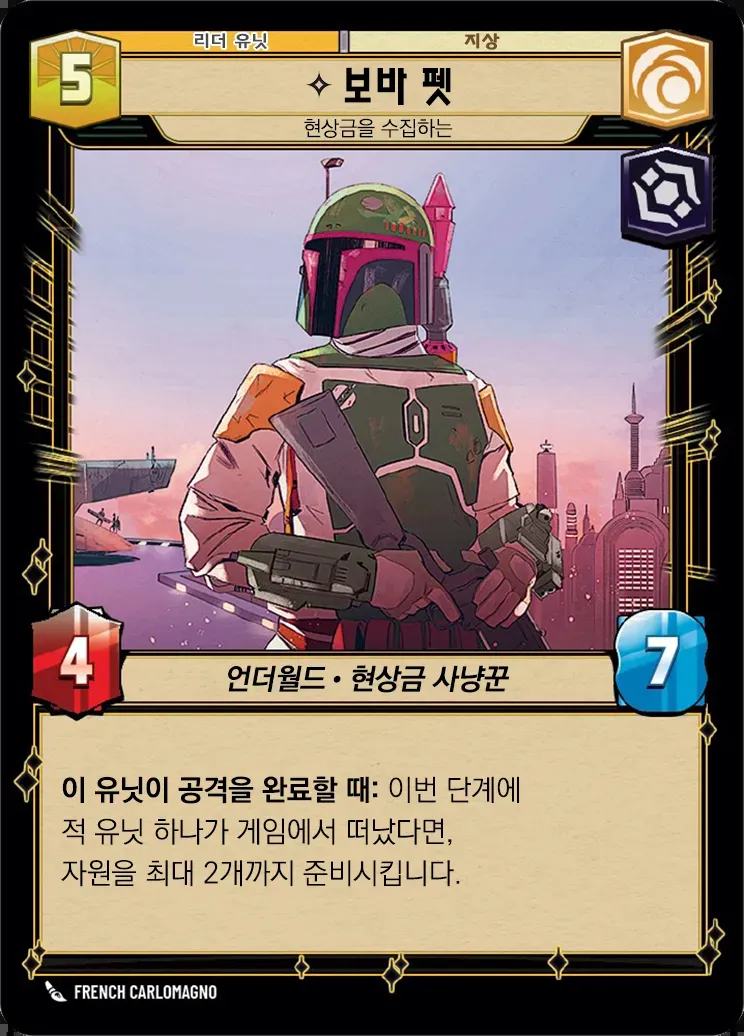 리더 유닛
지상
5
보바 펫
현상금을 수집하는
4
언더월드 • 현상금 사냥꾼
7
이 유닛이 공격을 완료할 때: 이번 단계에
적 유닛 하나가 게임에서 떠났다면,
자원을 최대 2개까지 준비시킵니다.
FRENCH CARLOMAGNO